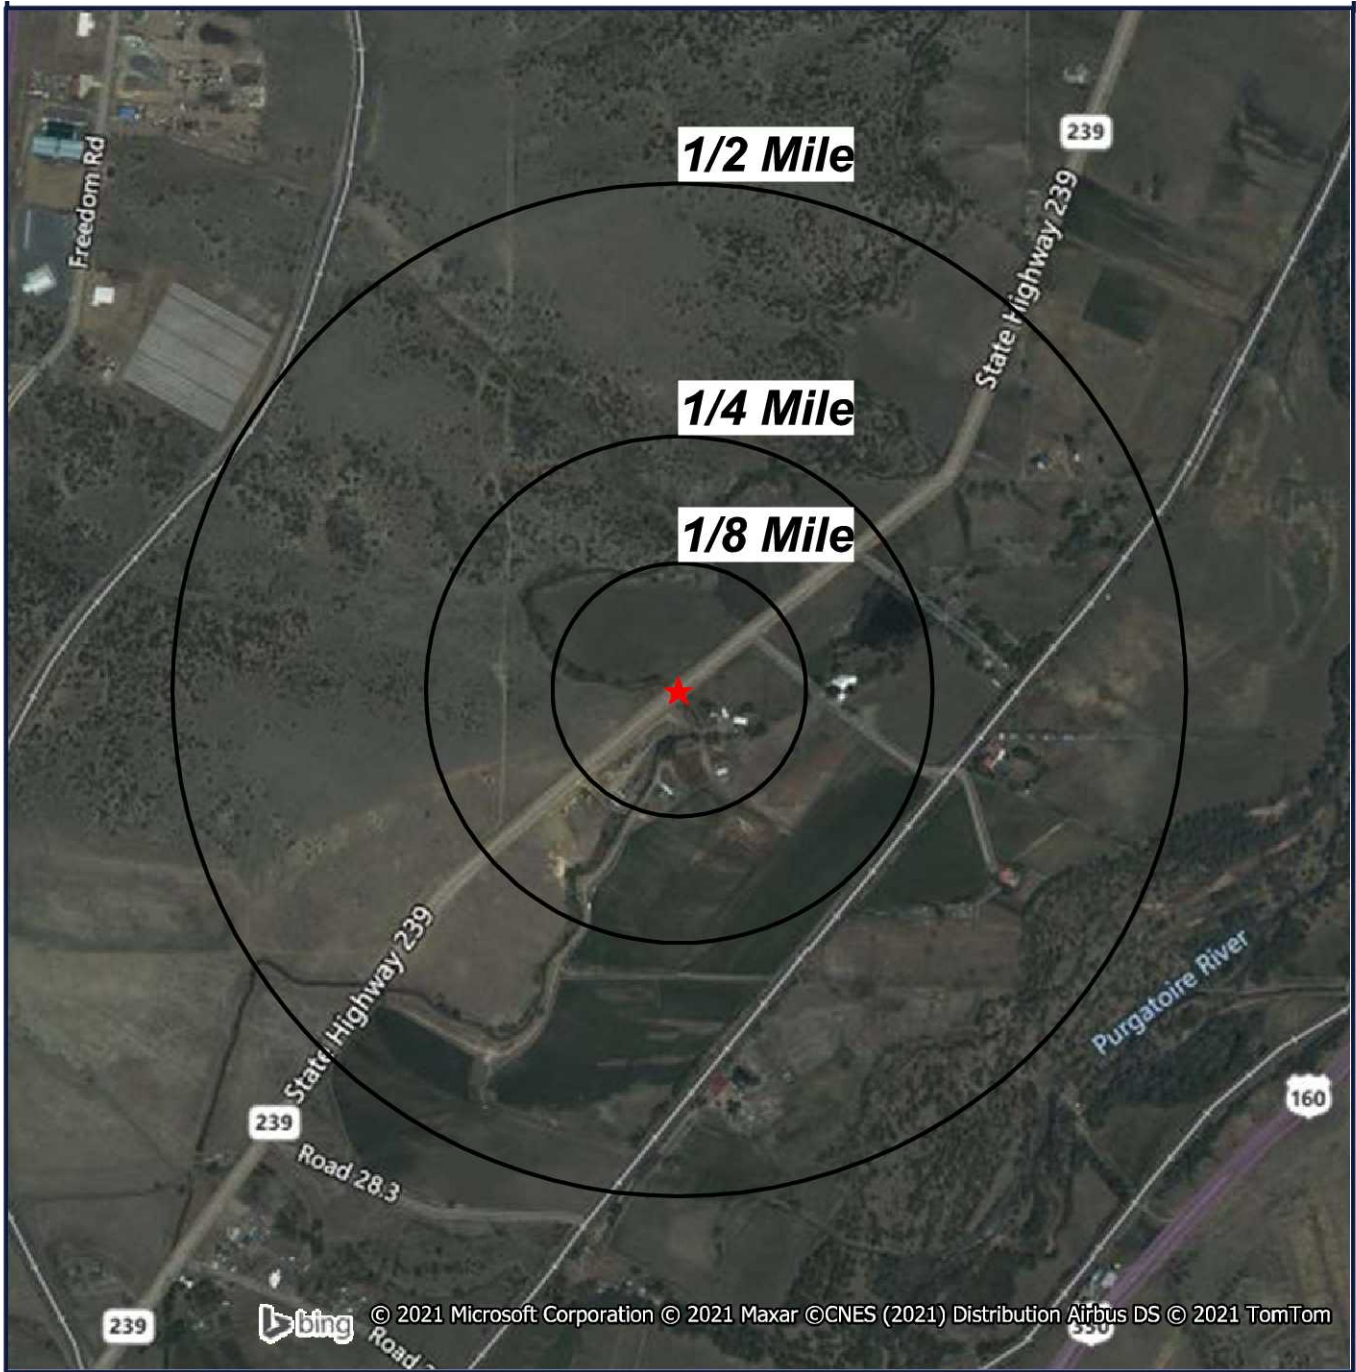 239
1/2 Mile
Freedom Rd
State Highway 239
1/4 Mile
1/8 Mile
State Highway 239
Purgatoire River
160
239
Road 28.3
239
bing
© 2021 Microsoft Corporation © 2021 Maxar ©CNES (2021) Distribution Airbus DS © 2021 TomTom
Road